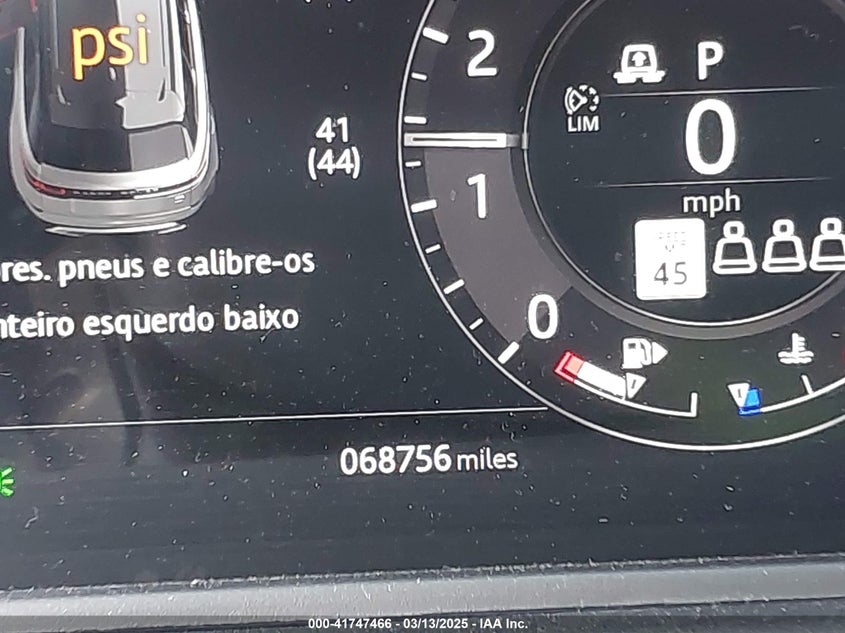 psi
2
P
LIM
0
41
(44)
1
mph
45
res. pneus e calibre-os
nteiro esquerdo baixo
0
068756 miles
000-41747466 - 03/13/2025 - IAA Inc.